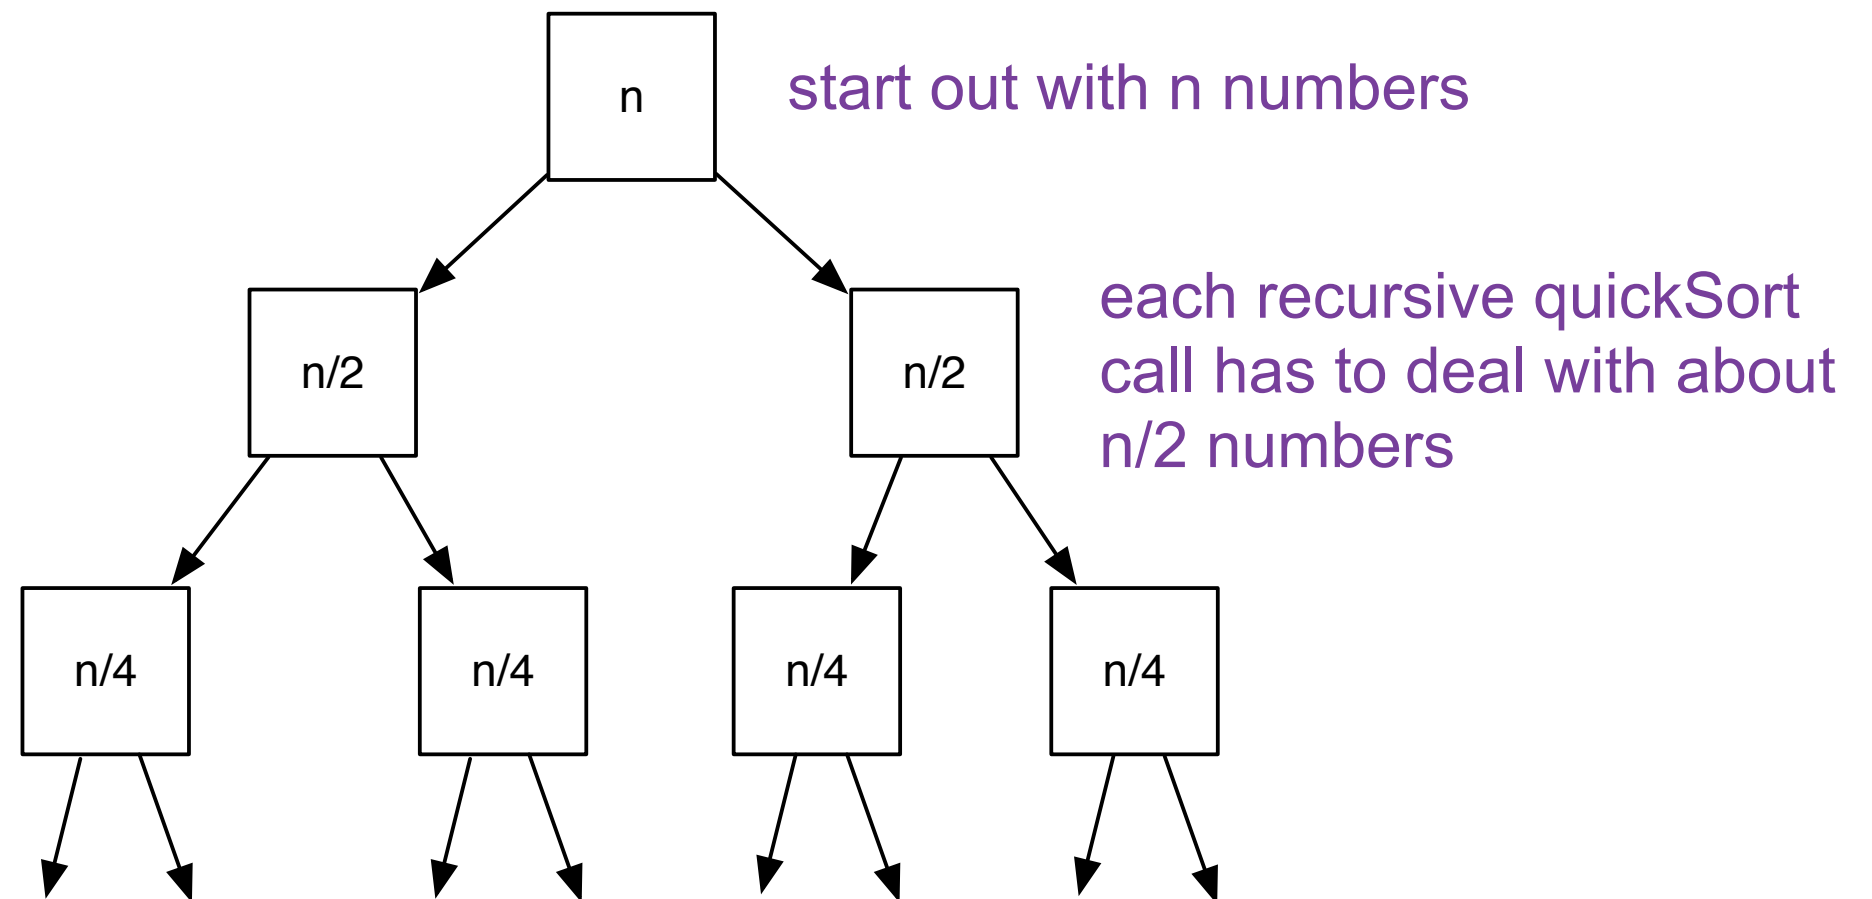 n
start out with n numbers
each recursive quickSort
call has to deal with about
n/2 numbers
n/2
n/2
n/4
n/4
n/4
n/4